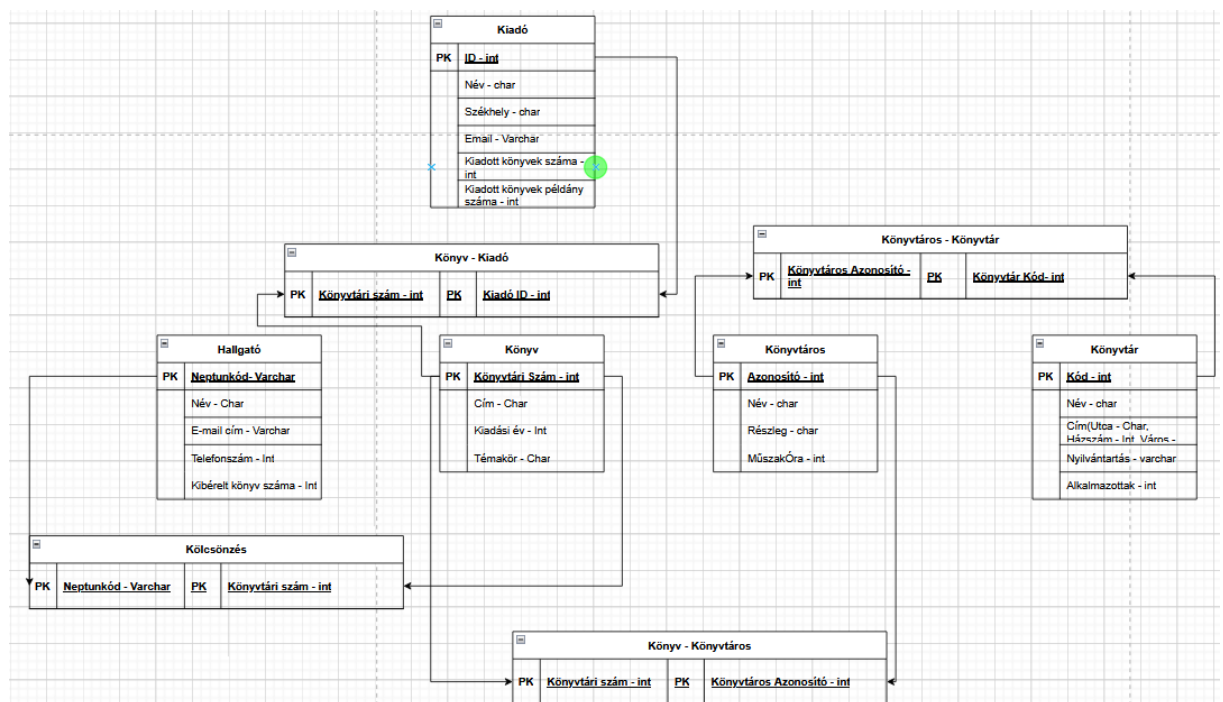 Kiadó
PK ID - int
Név - char
Székhely - char
Email - Varchar
Kiadott könyvek száma -
int
Kiadott könyvek példány
száma - int
Könyv - Kiadó
PK Könyvtári szám - int PK Kiadó ID - int
Könyvtáros - Könyvtár
PK Könyvtáros Azonosító -
int PK Könyvtár Kód- int
Hallgató
PK Neptunkód- Varchar
Név - Char
E-mail cím - Varchar
Telefonszám - Int
Kibérelt könyv száma - Int
Könyv
PK Könyvtári Szám - int
Cím - Char
Kiadási év - Int
Témakör - Char
Könyvtáros
PK Azonosító - int
Név - char
Részleg - char
MűszakÓra - int
Könyvtár
PK Kód - int
Név - char
Cím(Utca - Char,
Házszám - Int, Város -
Nyilvántartás - varchar
Alkalmazottak - int
Kölcsönzés
PK Neptunkód - Varchar PK Könyvtári szám - int
Könyv - Könyvtáros
PK Könyvtári szám - int PK Könyvtáros Azonosító - int